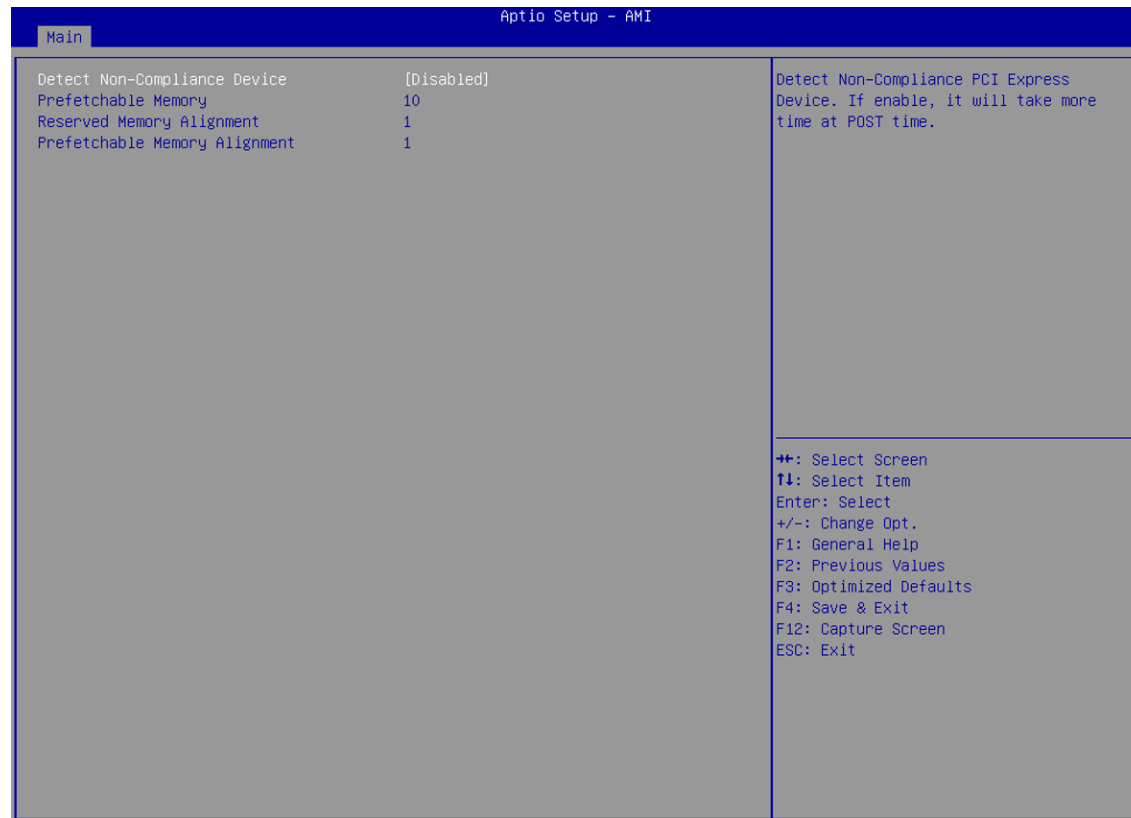 Aptio Setup – AMI
Main
Detect Non-Compliance Device [Disabled]
Prefetchable Memory 10
Reserved Memory Alignment 1
Prefetchable Memory Alignment 1
Detect Non-Compliance PCI Express
Device. If enable, it will take more
time at POST time.
→←: Select Screen
↑↓: Select Item
Enter: Select
+/-: Change Opt.
F1: General Help
F2: Previous Values
F3: Optimized Defaults
F4: Save & Exit
F12: Capture Screen
ESC: Exit